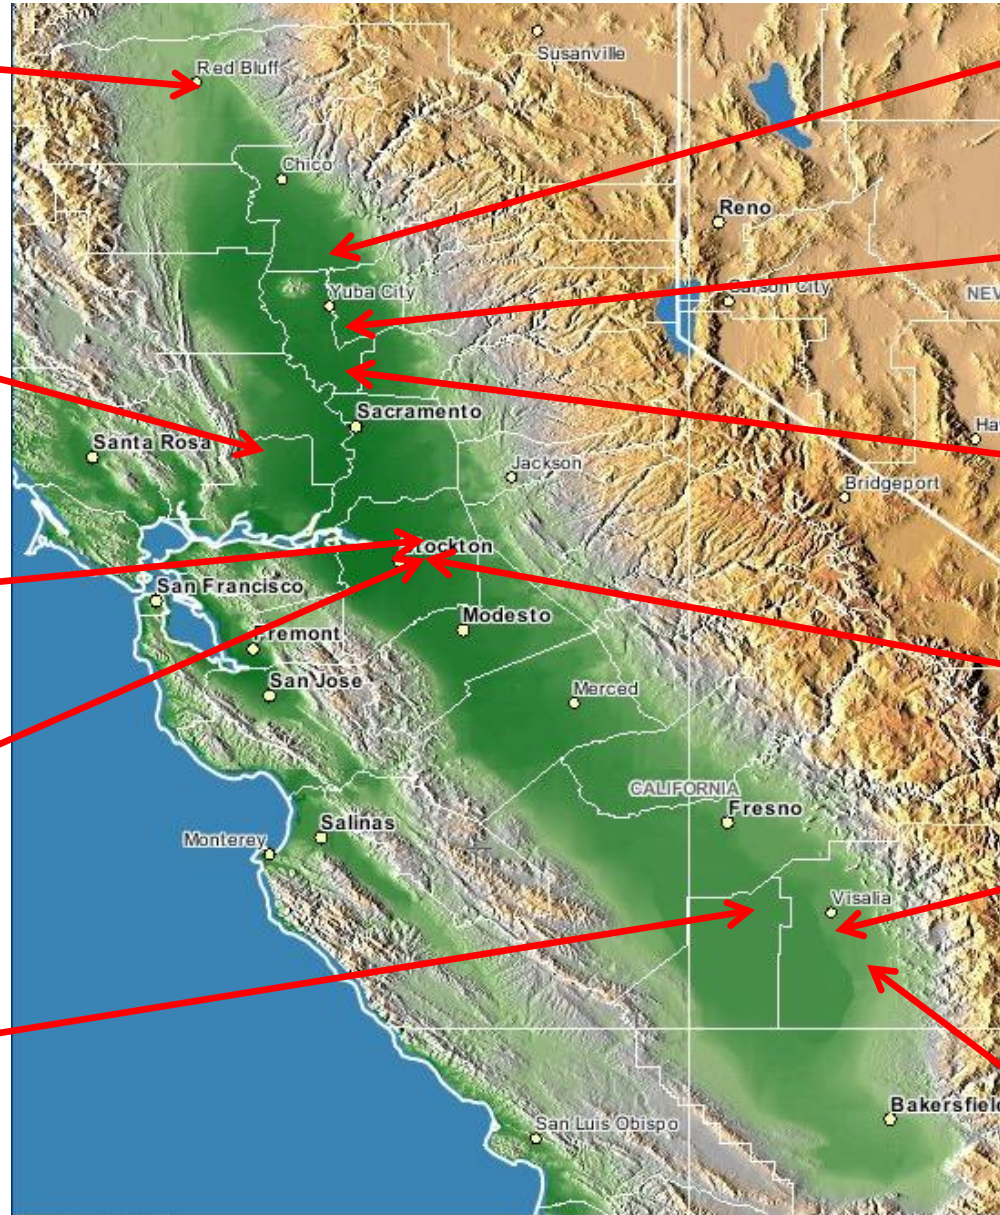 Susanville
Red Bluff
Chico
Reno
Yuba City
Carson City
NEV
Sacramento
Santa Rosa
Ha
Jackson
Bridgeport
Stockton
San Francisco
Modesto
Fremont
San Jose
Merced
CALIFORNIA
Fresno
Salinas
Monterey
Visalia
Bakersfield
San Luis Obispo